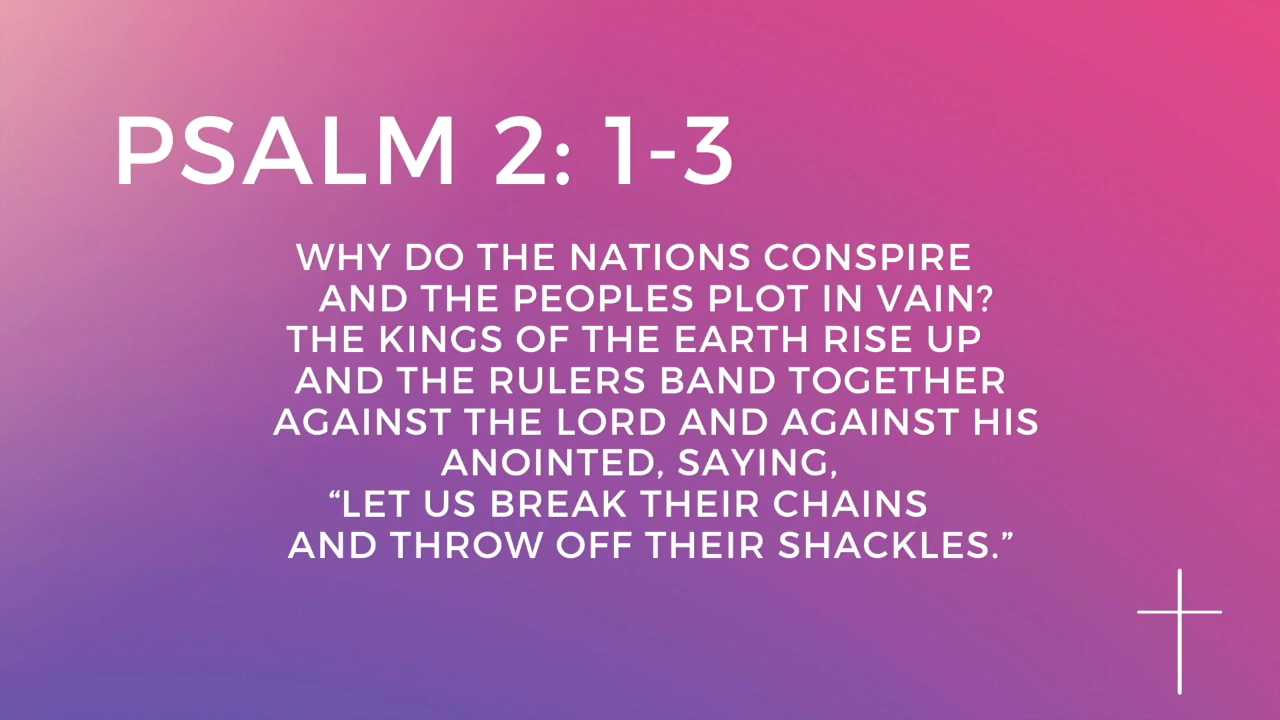 PSALM 2: 1-3
WHY DO THE NATIONS CONSPIRE
AND THE PEOPLES PLOT IN VAIN?
THE KINGS OF THE EARTH RISE UP
AND THE RULERS BAND TOGETHER
AGAINST THE LORD AND AGAINST HIS
ANOINTED, SAYING,
“LET US BREAK THEIR CHAINS
AND THROW OFF THEIR SHACKLES.”